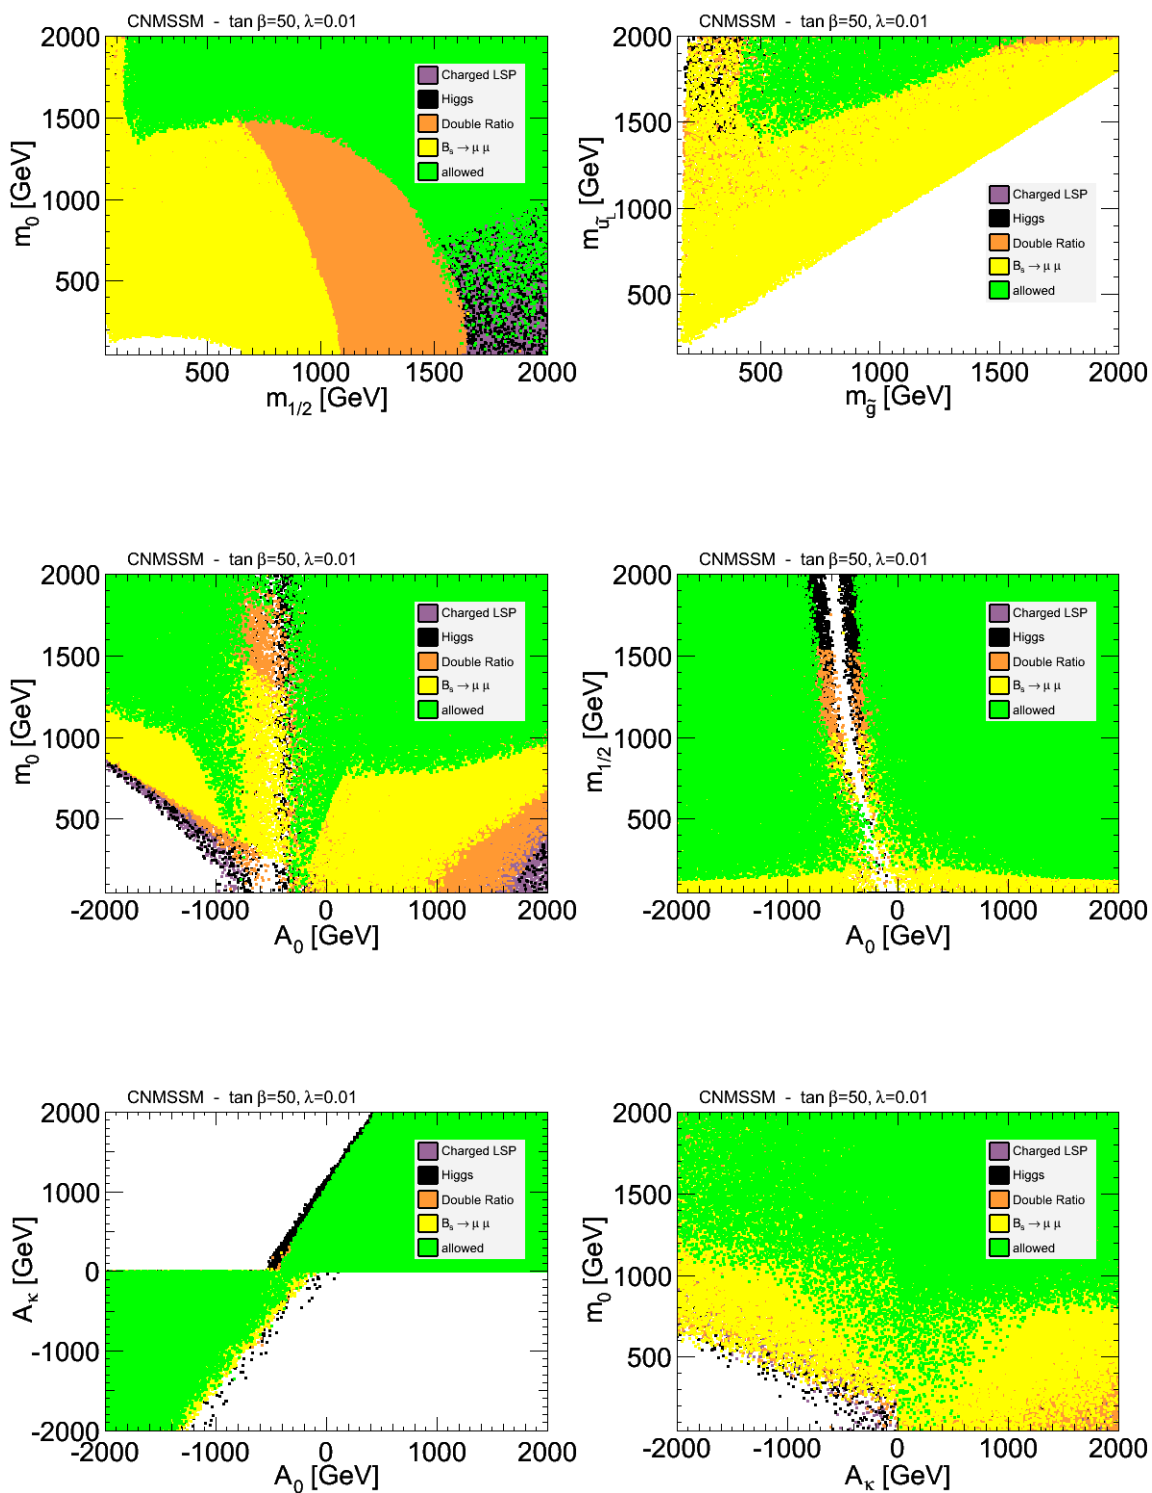 CNMSSM - tan β=50, λ=0.01
2000
1500
1000
500
m0 [GeV]
Charged LSP
Higgs
Double Ratio
Bs → μ μ
allowed
500 1000 1500 2000
m1/2 [GeV]
CNMSSM - tan β=50, λ=0.01
2000
1500
1000
500
mũL [GeV]
Charged LSP
Higgs
Double Ratio
Bs → μ μ
allowed
500 1000 1500 2000
mg̃ [GeV]
CNMSSM - tan β=50, λ=0.01
2000
1500
1000
500
m0 [GeV]
Charged LSP
Higgs
Double Ratio
Bs → μ μ
allowed
-2000 -1000 0 1000 2000
A0 [GeV]
CNMSSM - tan β=50, λ=0.01
2000
1500
1000
500
m1/2 [GeV]
Charged LSP
Higgs
Double Ratio
Bs → μ μ
allowed
-2000 -1000 0 1000 2000
A0 [GeV]
CNMSSM - tan β=50, λ=0.01
2000
1000
0
-1000
-2000
Aκ [GeV]
Charged LSP
Higgs
Double Ratio
Bs → μ μ
allowed
-2000 -1000 0 1000 2000
A0 [GeV]
CNMSSM - tan β=50, λ=0.01
2000
1500
1000
500
m0 [GeV]
Charged LSP
Higgs
Double Ratio
Bs → μ μ
allowed
-2000 -1000 0 1000 2000
Aκ [GeV]